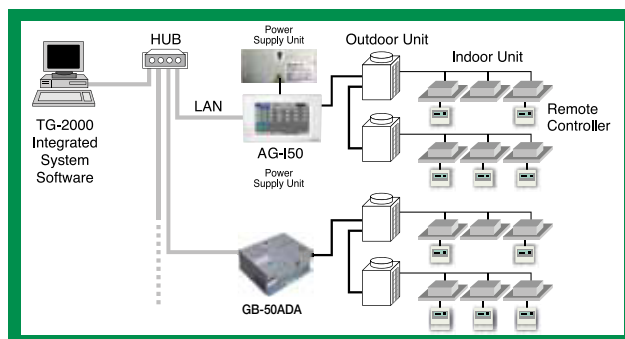 HUB
Power
Supply Unit
Outdoor Unit
Indoor Unit
LAN
TG-2000
Integrated
System
Software
AG-I50
Remote
Controller
Power
Supply Unit
GB-50ADA